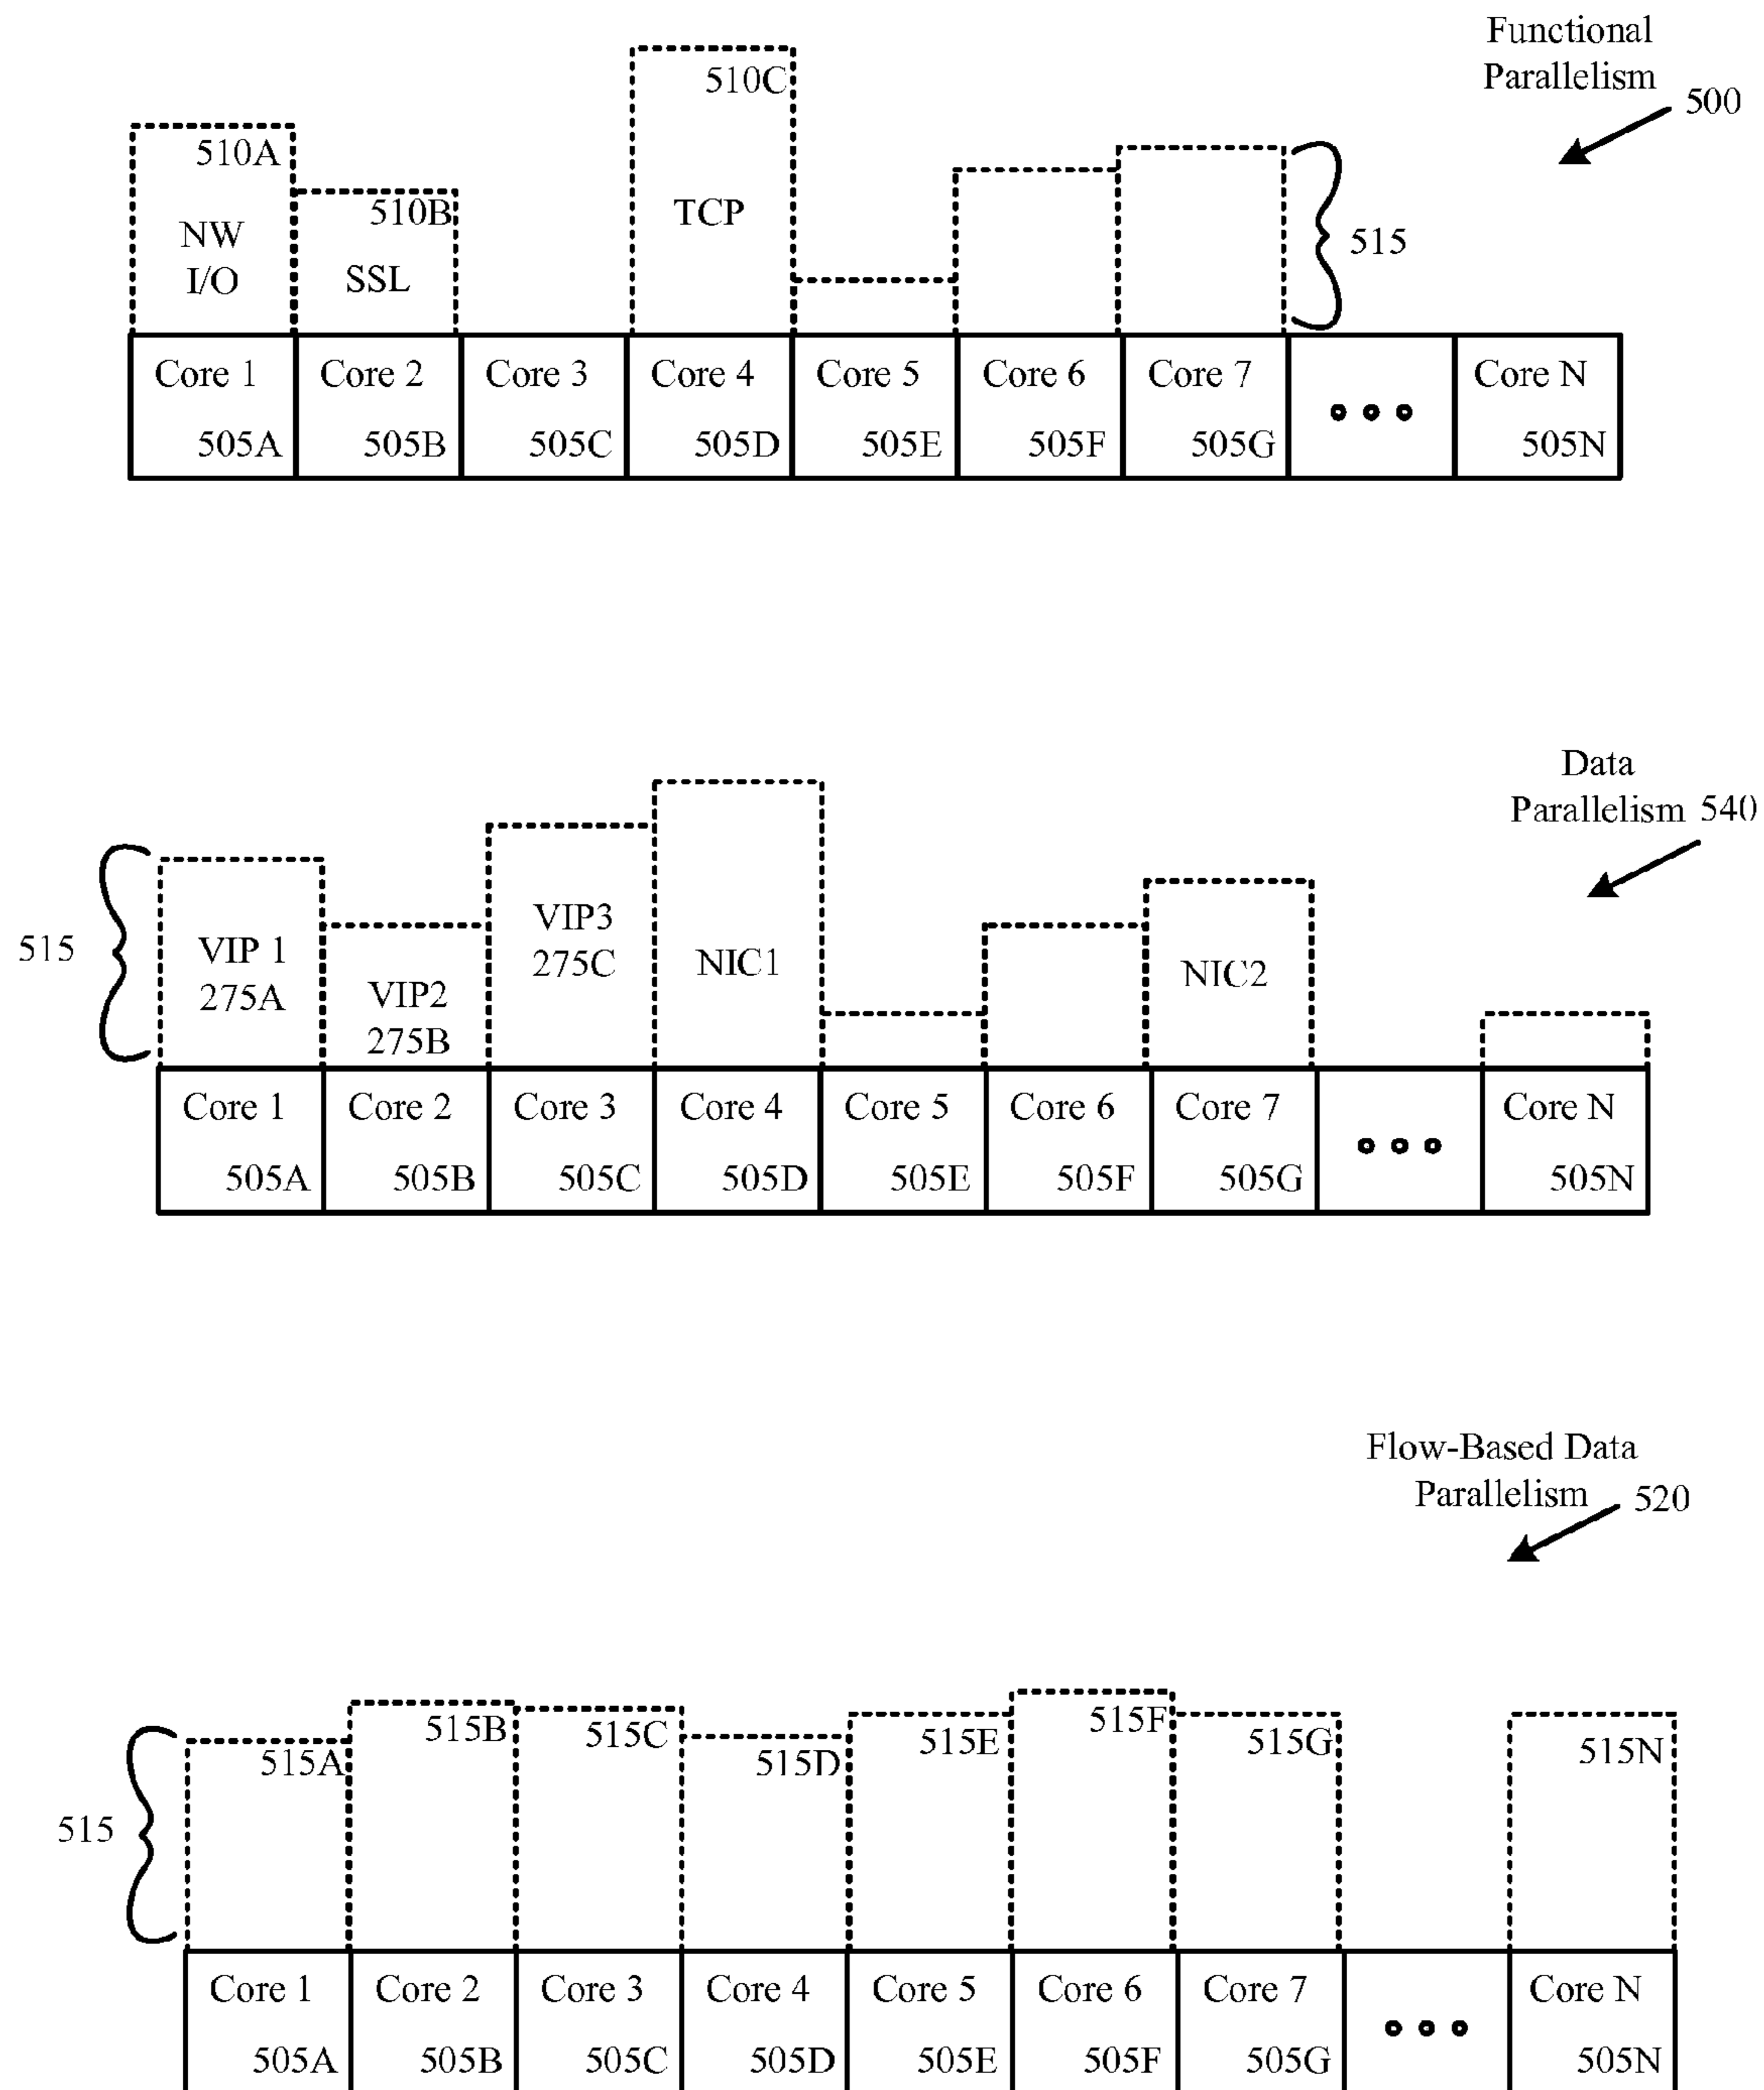 Functional
Parallelism
500
510A
NW
I/O
510B
SSL
510C
TCP
515
Core 1
505A
Core 2
505B
Core 3
505C
Core 4
505D
Core 5
505E
Core 6
505F
Core 7
505G
Core N
505N
Data
Parallelism 540
515
VIP 1
275A
VIP2
275B
VIP3
275C
NIC1
NIC2
Core 1
505A
Core 2
505B
Core 3
505C
Core 4
505D
Core 5
505E
Core 6
505F
Core 7
505G
Core N
505N
Flow-Based Data
Parallelism
520
515
515A
515B
515C
515D
515E
515F
515G
515N
Core 1
505A
Core 2
505B
Core 3
505C
Core 4
505D
Core 5
505E
Core 6
505F
Core 7
505G
Core N
505N